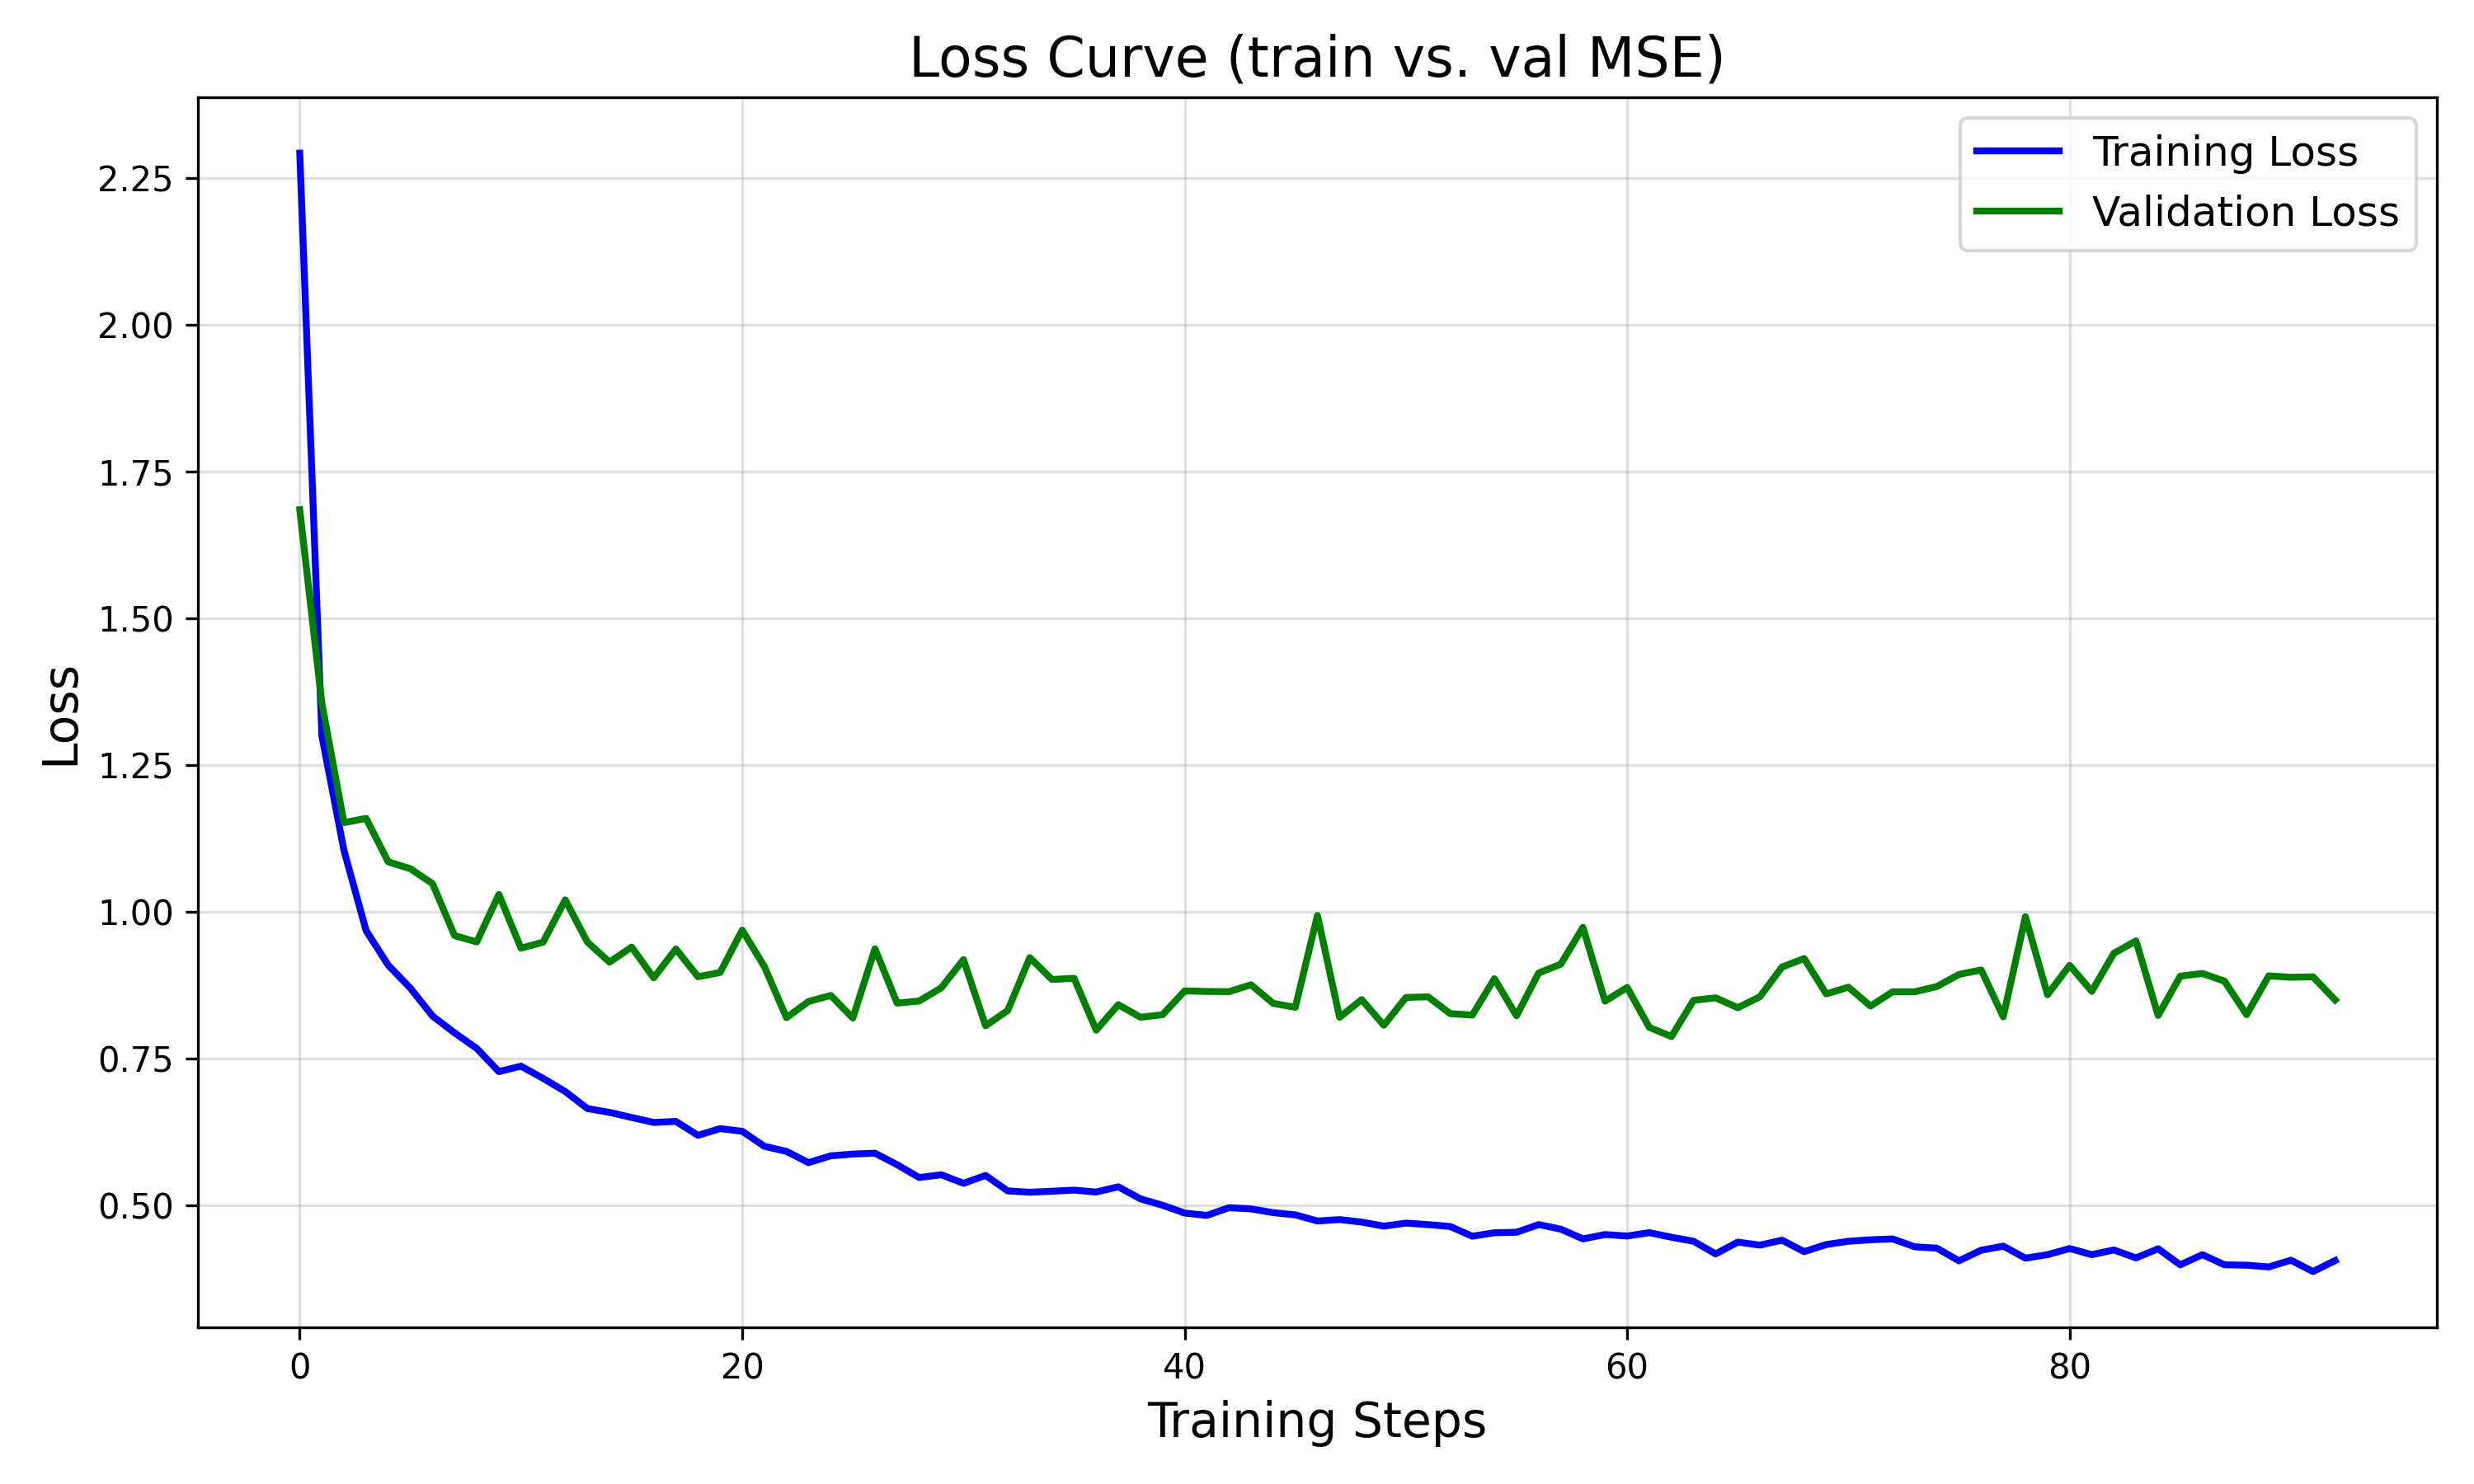 Loss Curve (train vs. val MSE)
Training Loss
Validation Loss
2.25
2.00
1.75
1.50
1.25
1.00
0.75
0.50
Loss
0 20 40 60 80
Training Steps